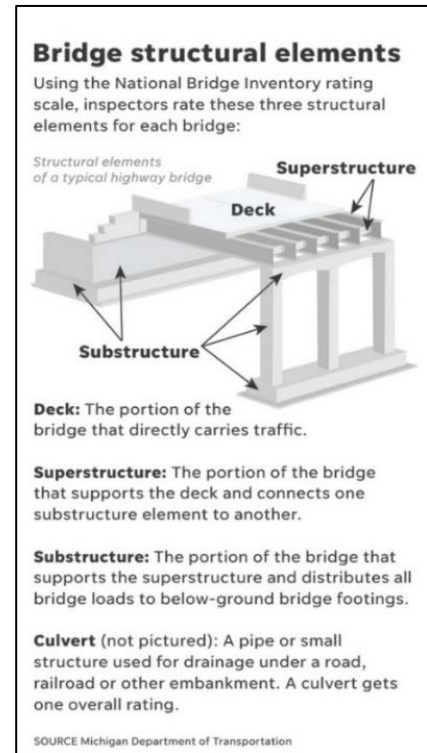 Bridge structural elements
Using the National Bridge Inventory rating
scale, inspectors rate these three structural
elements for each bridge:
Structural elements
of a typical highway bridge
Superstructure
Deck
Substructure
Deck: The portion of the
bridge that directly carries traffic.
Superstructure: The portion of the bridge
that supports the deck and connects one
substructure element to another.
Substructure: The portion of the bridge that
supports the superstructure and distributes all
bridge loads to below-ground bridge footings.
Culvert (not pictured): A pipe or small
structure used for drainage under a road,
railroad or other embankment. A culvert gets
one overall rating.
SOURCE Michigan Department of Transportation